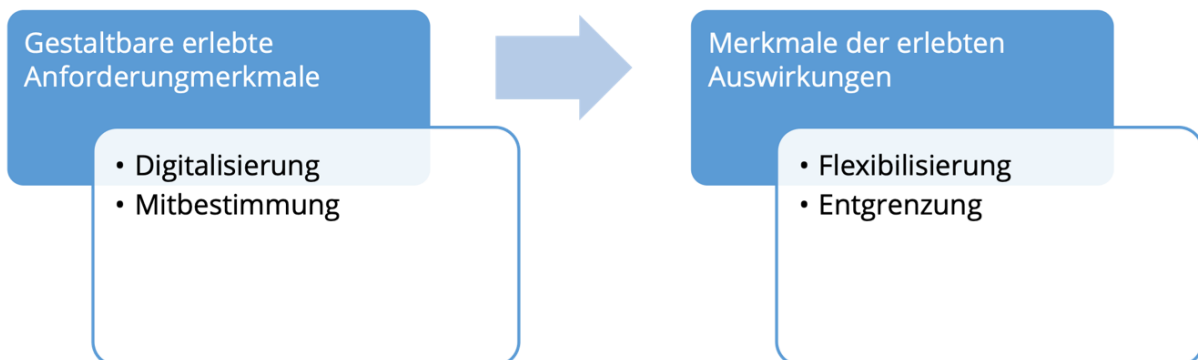 Gestaltbare erlebte
Anforderungmerkmale
• Digitalisierung
• Mitbestimmung
Merkmale der erlebten
Auswirkungen
• Flexibilisierung
• Entgrenzung